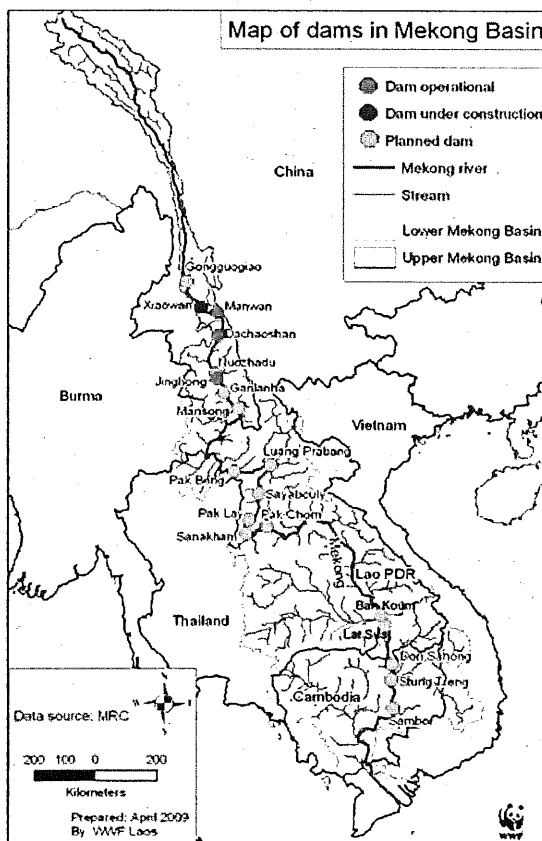 Map of dams in Mekong Basin
Dam operational
Dam under construction
Planned dam
Mekong river
Stream
Lower Mekong Basin
Upper Mekong Basin
China
Gongguoqiao
Xiaowan
Manwan
Dachaoshan
Nuozhadu
Jinghong
Ganlanba
Mansong
Burma
Vietnam
Luang Prabang
Pak Beng
Sayabouly
Pak Lai
Pak Chom
Sanakham
Mekong
Lao PDR
Ban Koum
Thailand
Lat Sua
Don Sahong
Stung Treng
Cambodia
Sambor
Data source: MRC
200 100 0 200
Kilometers
Prepared: April 2009
By WWF Laos
WWF